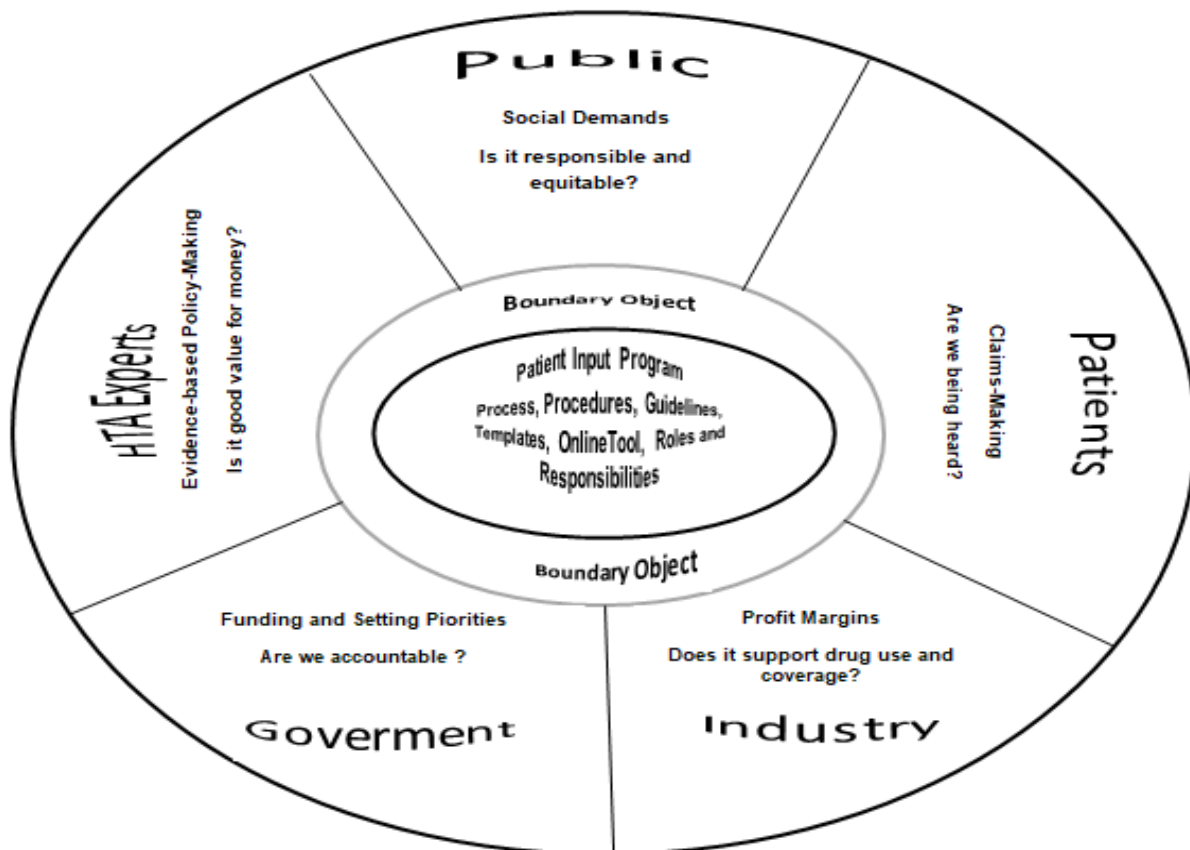 Public
Social Demands
Is it responsible and
equitable?
HTA Experts
Evidence-based Policy-Making
Is it good value for money?
Patients
Claims-Making
Are we being heard?
Boundary Object
Patient Input Program
Process, Procedures, Guidelines,
Templates, OnlineTool, Roles and
Responsibilities
Boundary Object
Funding and Setting Piorities
Are we accountable ?
Goverment
Profit Margins
Does it support drug use and
coverage?
Industry